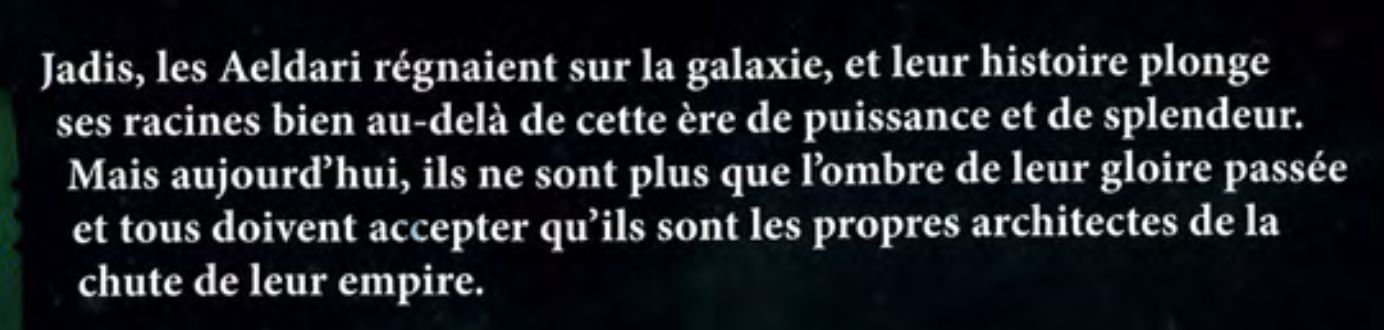 Jadis, les Aeldari régnaient sur la galaxie, et leur histoire plonge
ses racines bien au-delà de cette ère de puissance et de splendeur.
Mais aujourd’hui, ils ne sont plus que l’ombre de leur gloire passée
et tous doivent accepter qu’ils sont les propres architectes de la
chute de leur empire.